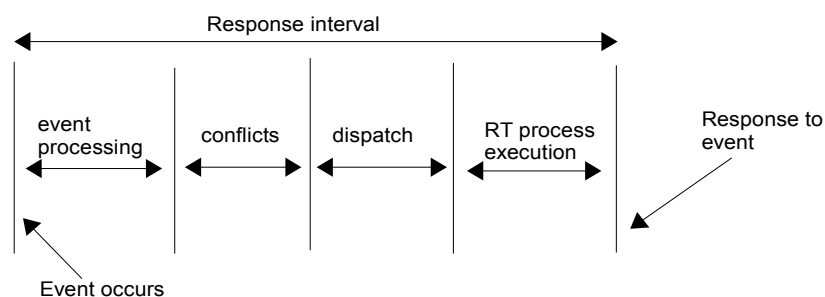 Response interval
event
processing
conflicts
dispatch
RT process
execution
Response to
event
Event occurs